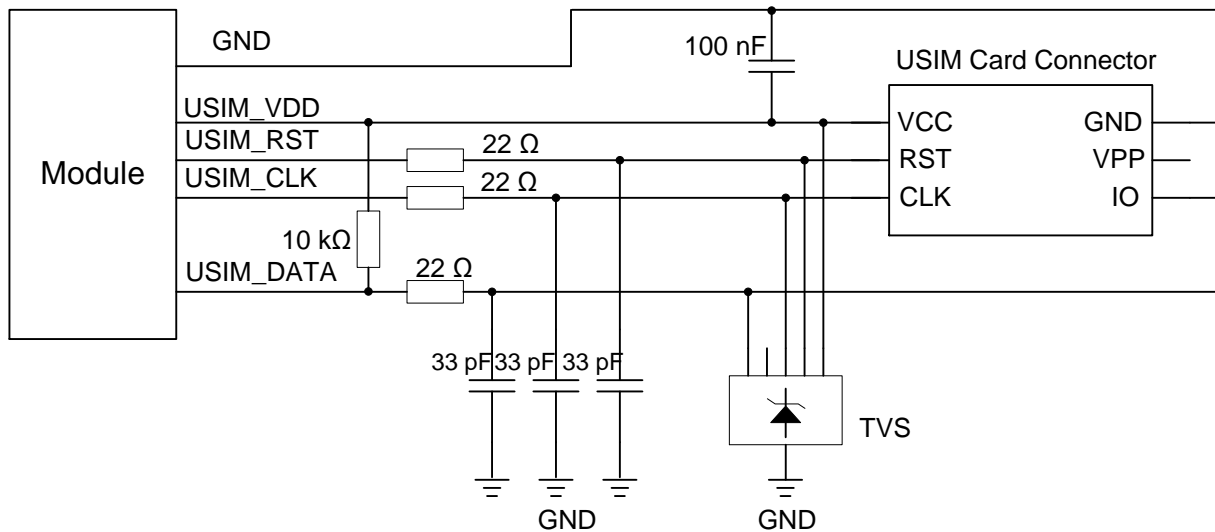 GND
100 nF
USIM Card Connector
USIM_VDD
VCC
GND
USIM_RST
22 Ω
RST
VPP
Module
USIM_CLK
22 Ω
CLK
IO
10 kΩ
USIM_DATA
22 Ω
33 pF 33 pF 33 pF
TVS
GND
GND